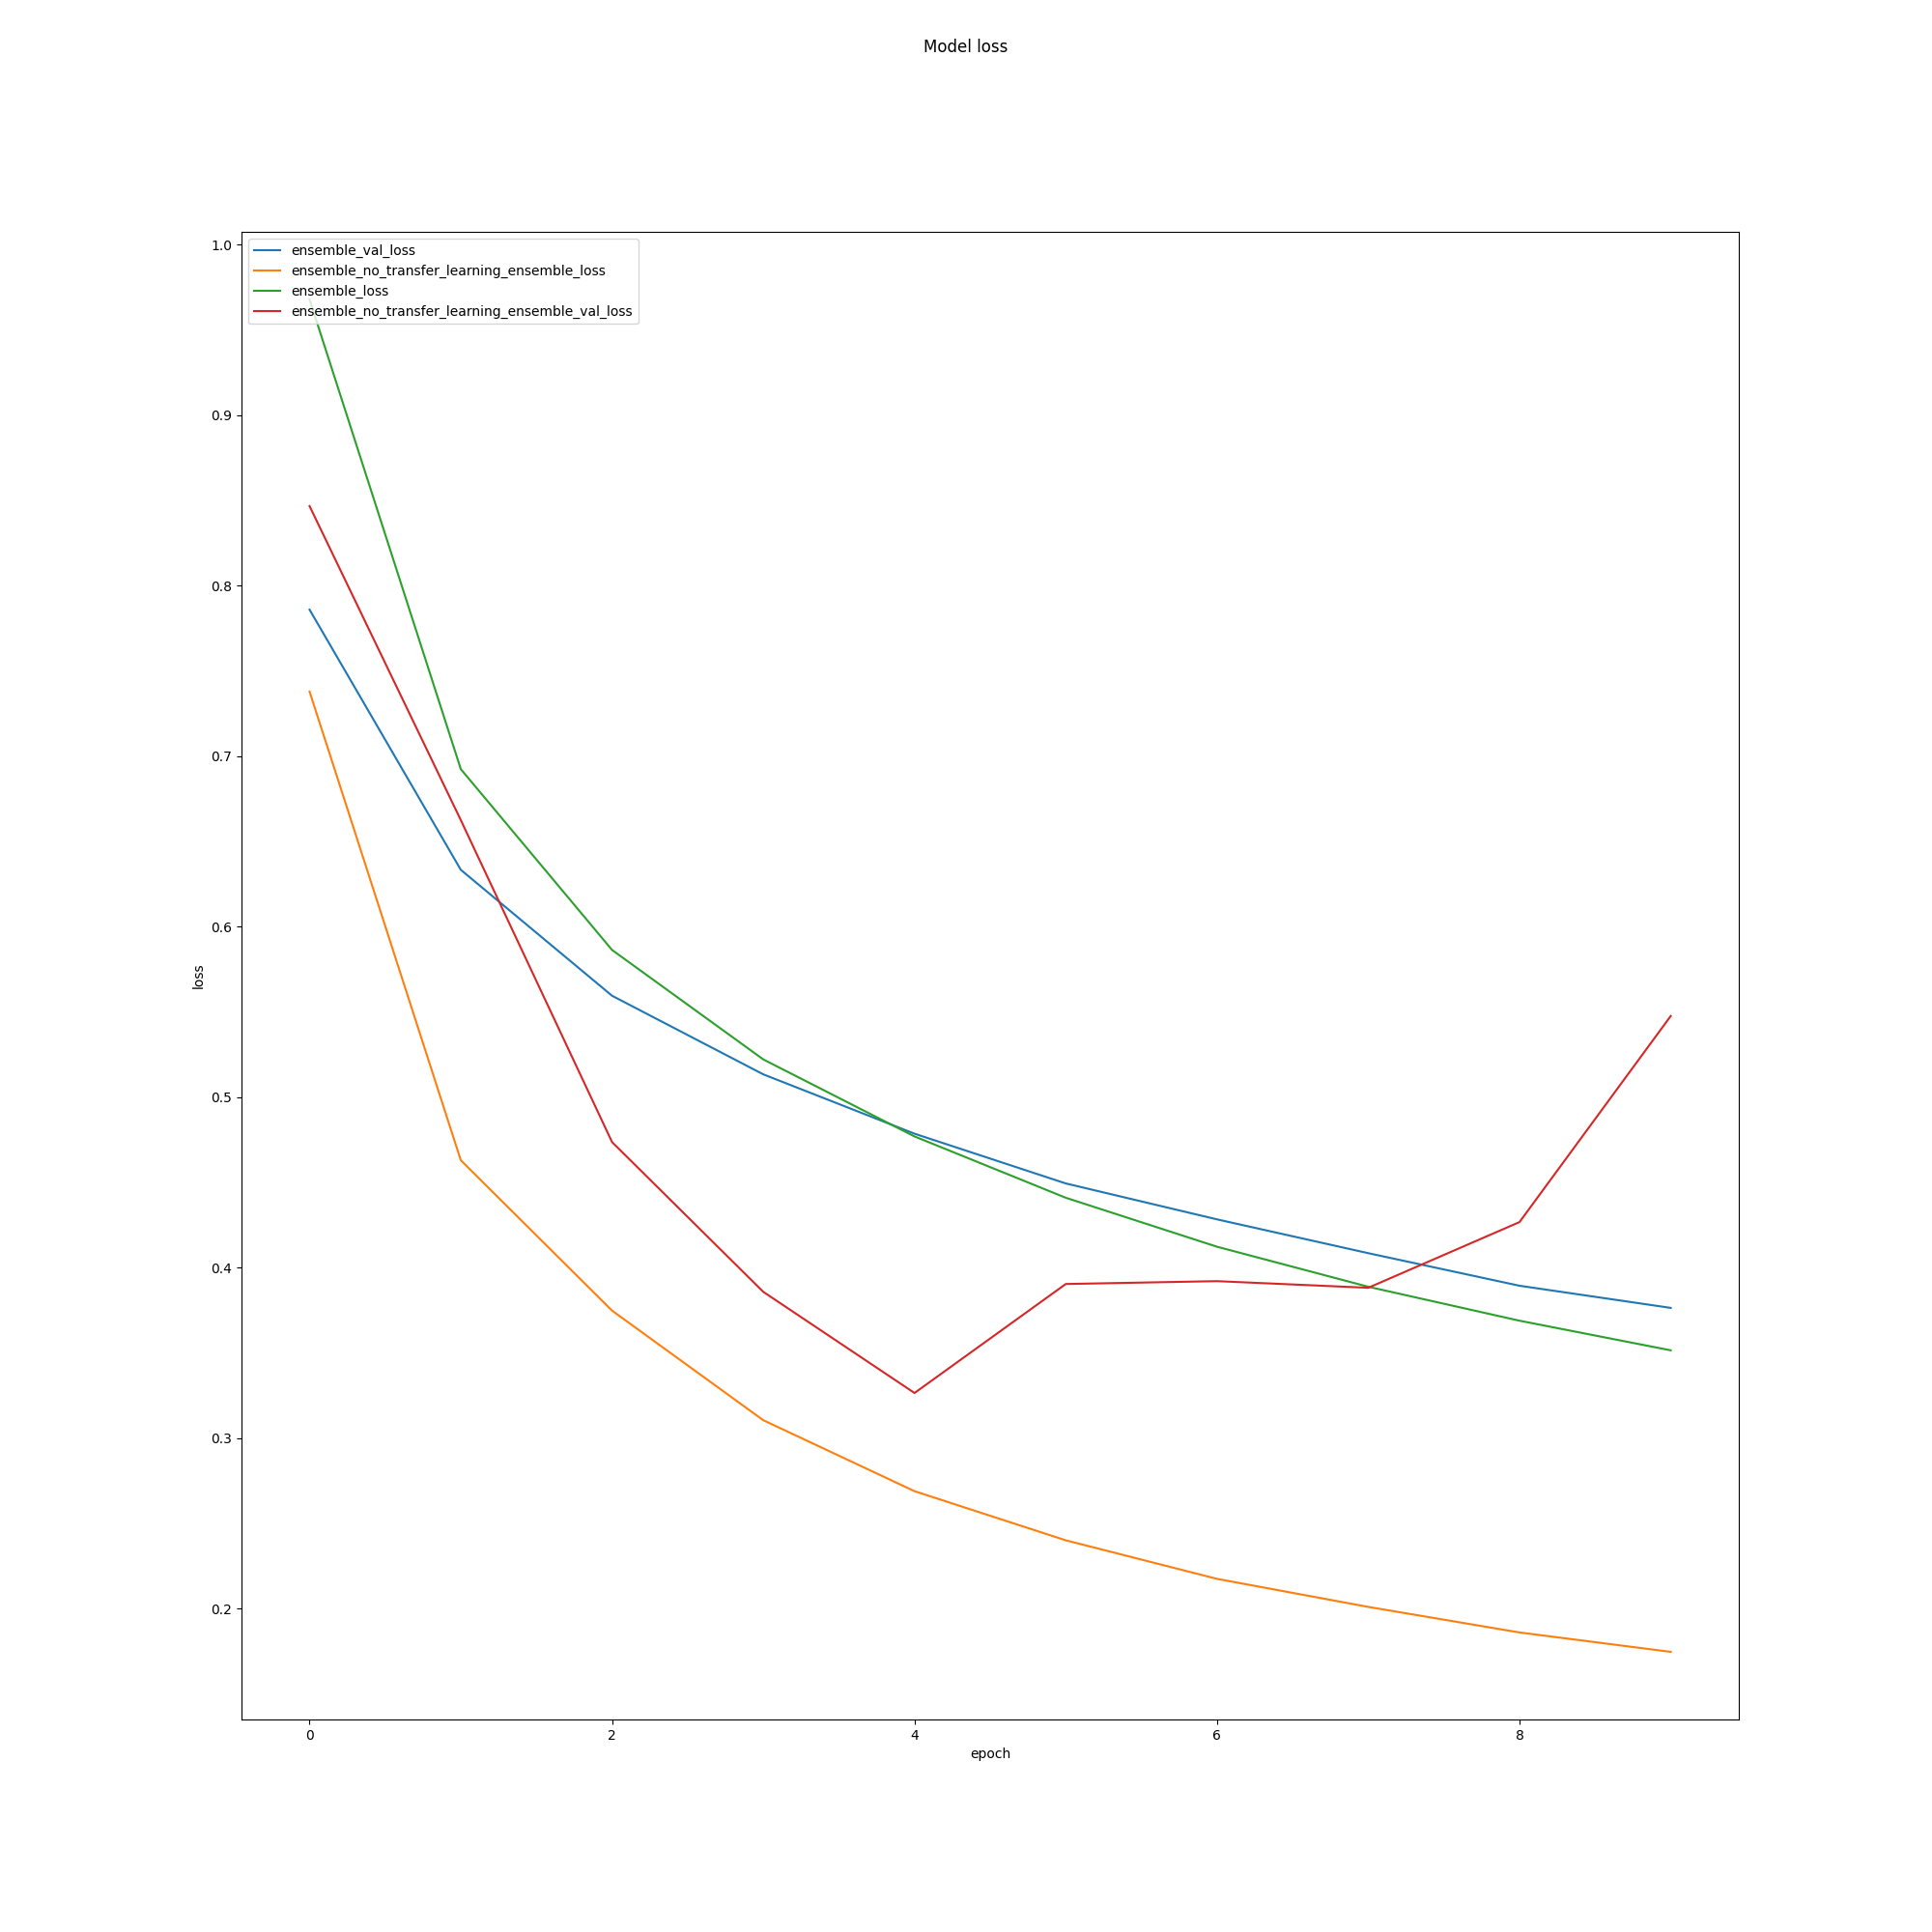 Model loss
ensemble_val_loss
ensemble_no_transfer_learning_ensemble_loss
ensemble_loss
ensemble_no_transfer_learning_ensemble_val_loss
1.0
0.9
0.8
0.7
0.6
loss
0.5
0.4
0.3
0.2
0 2 4 6 8
epoch